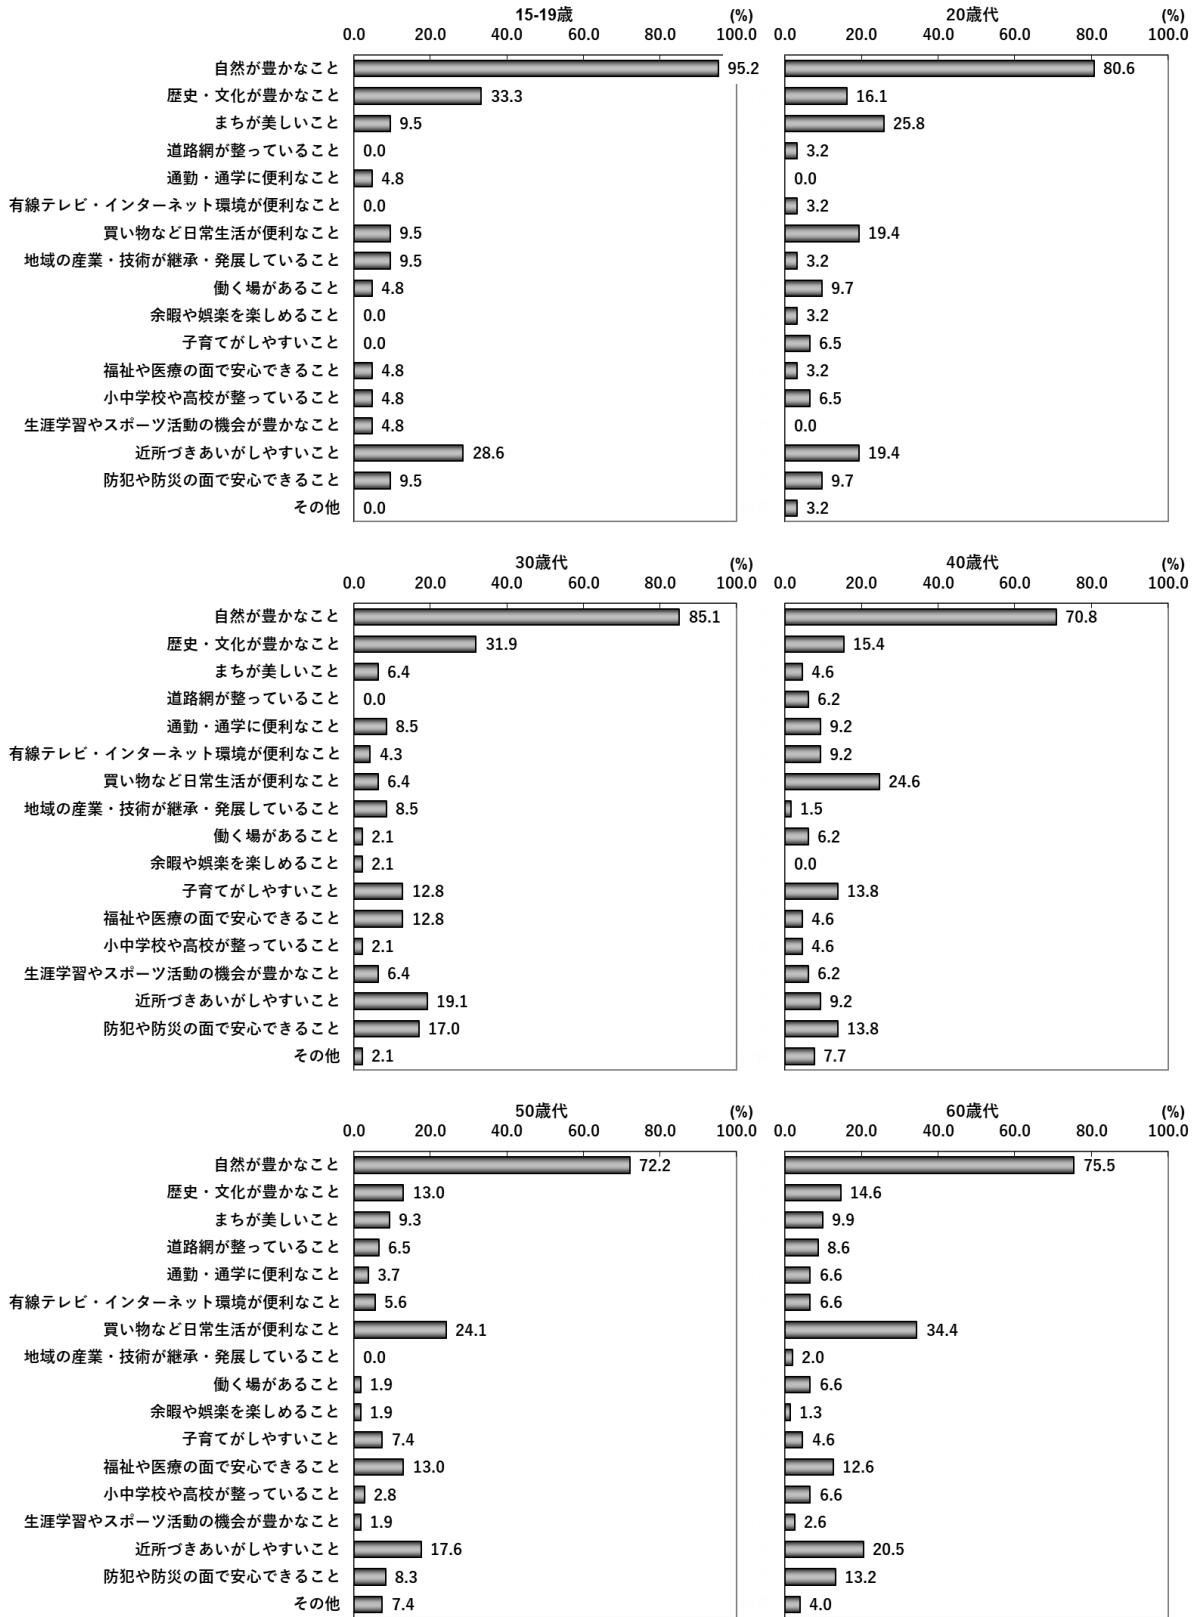 15-19歳 (%) 20歳代 (%)
0.0 20.0 40.0 60.0 80.0 100.0 0.0 20.0 40.0 60.0 80.0 100.0
自然が豊かなこと 95.2 80.6
歴史・文化が豊かなこと 33.3 16.1
まちが美しいこと 9.5 25.8
道路網が整っていること 0.0 3.2
通勤・通学に便利なこと 4.8 0.0
有線テレビ・インターネット環境が便利なこと 0.0 3.2
買い物など日常生活が便利なこと 9.5 19.4
地域の産業・技術が継承・発展していること 9.5 3.2
働く場があること 4.8 9.7
余暇や娯楽を楽しめること 0.0 3.2
子育てがしやすいこと 0.0 6.5
福祉や医療の面で安心できること 4.8 3.2
小中学校や高校が整っていること 4.8 6.5
生涯学習やスポーツ活動の機会が豊かなこと 4.8 0.0
近所づきあいがしやすいこと 28.6 19.4
防犯や防災の面で安心できること 9.5 9.7
その他 0.0 3.2
30歳代 (%) 40歳代 (%)
0.0 20.0 40.0 60.0 80.0 100.0 0.0 20.0 40.0 60.0 80.0 100.0
自然が豊かなこと 85.1 70.8
歴史・文化が豊かなこと 31.9 15.4
まちが美しいこと 6.4 4.6
道路網が整っていること 0.0 6.2
通勤・通学に便利なこと 8.5 9.2
有線テレビ・インターネット環境が便利なこと 4.3 9.2
買い物など日常生活が便利なこと 6.4 24.6
地域の産業・技術が継承・発展していること 8.5 1.5
働く場があること 2.1 6.2
余暇や娯楽を楽しめること 2.1 0.0
子育てがしやすいこと 12.8 13.8
福祉や医療の面で安心できること 12.8 4.6
小中学校や高校が整っていること 2.1 4.6
生涯学習やスポーツ活動の機会が豊かなこと 6.4 6.2
近所づきあいがしやすいこと 19.1 9.2
防犯や防災の面で安心できること 17.0 13.8
その他 2.1 7.7
50歳代 (%) 60歳代 (%)
0.0 20.0 40.0 60.0 80.0 100.0 0.0 20.0 40.0 60.0 80.0 100.0
自然が豊かなこと 72.2 75.5
歴史・文化が豊かなこと 13.0 14.6
まちが美しいこと 9.3 9.9
道路網が整っていること 6.5 8.6
通勤・通学に便利なこと 3.7 6.6
有線テレビ・インターネット環境が便利なこと 5.6 6.6
買い物など日常生活が便利なこと 24.1 34.4
地域の産業・技術が継承・発展していること 0.0 2.0
働く場があること 1.9 6.6
余暇や娯楽を楽しめること 1.9 1.3
子育てがしやすいこと 7.4 4.6
福祉や医療の面で安心できること 13.0 12.6
小中学校や高校が整っていること 2.8 6.6
生涯学習やスポーツ活動の機会が豊かなこと 1.9 2.6
近所づきあいがしやすいこと 17.6 20.5
防犯や防災の面で安心できること 8.3 13.2
その他 7.4 4.0